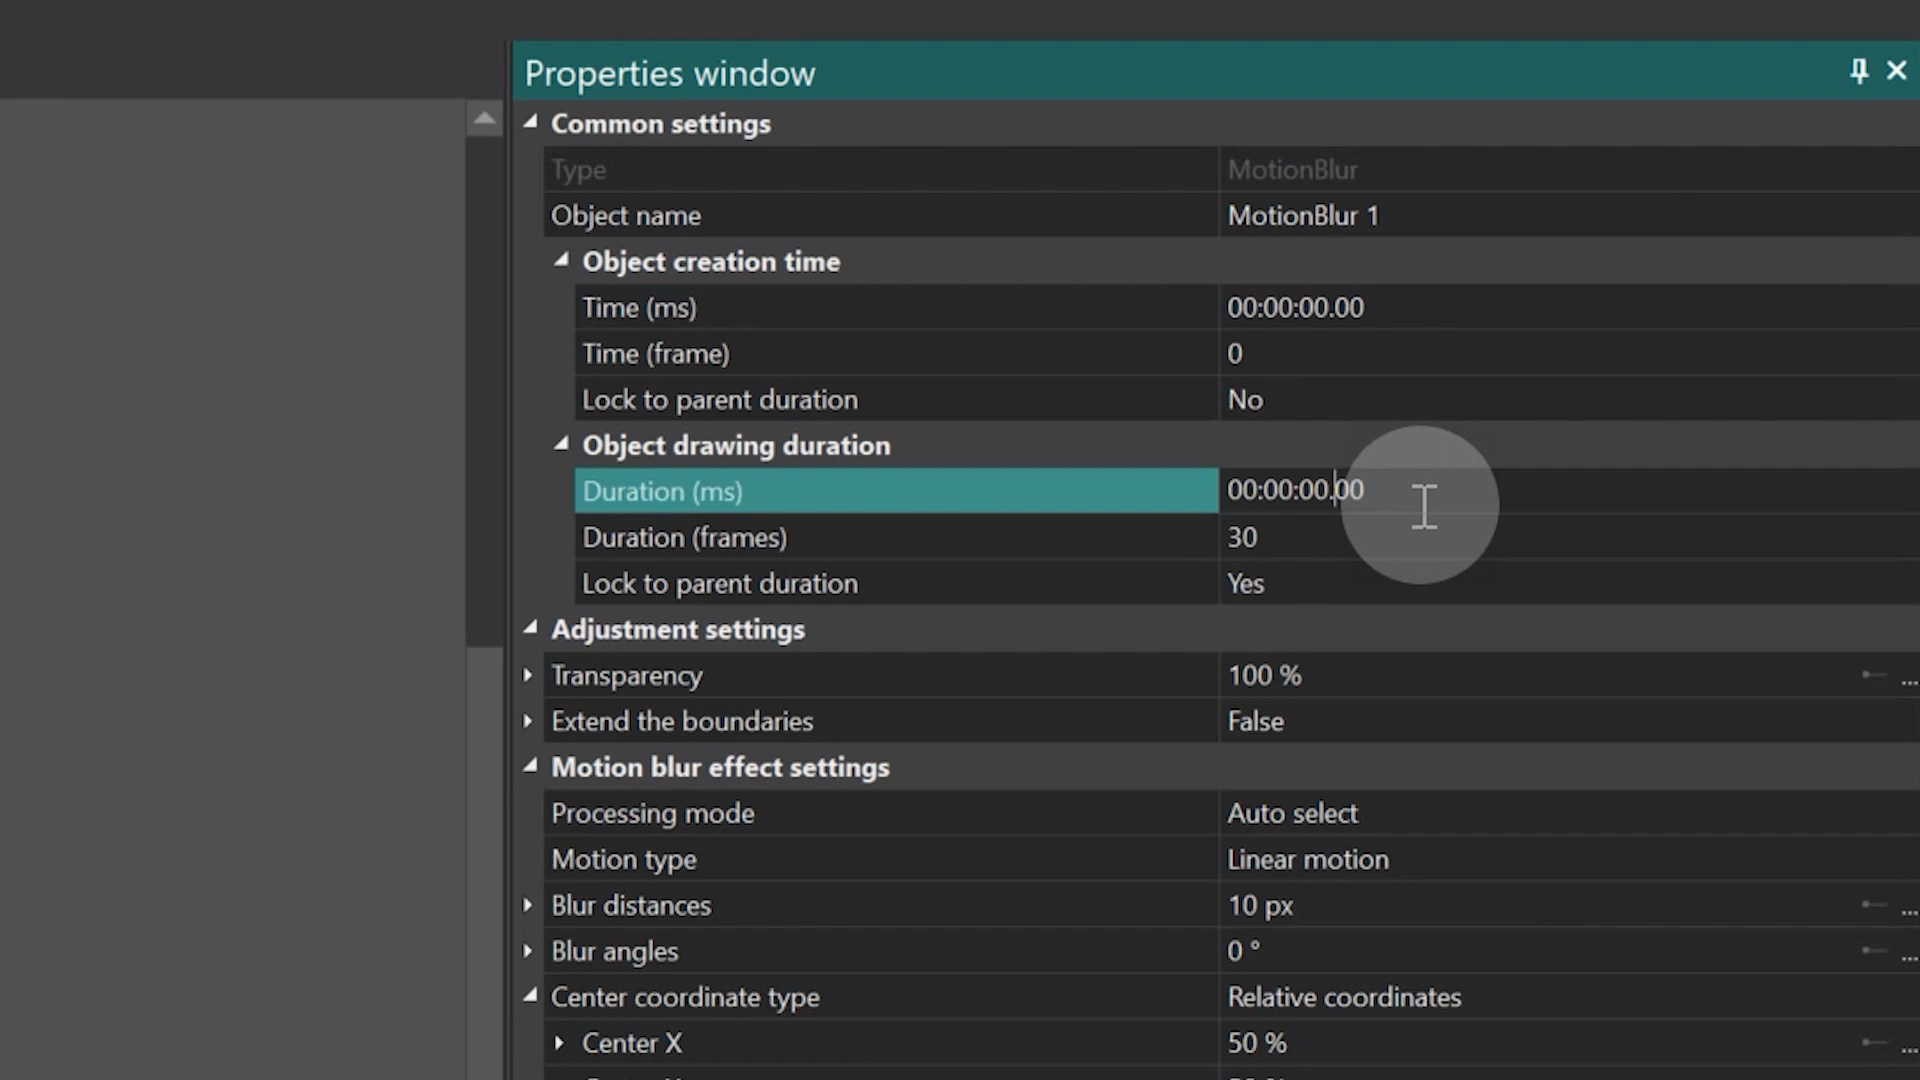 Properties window
Common settings
Type MotionBlur
Object name MotionBlur 1
Object creation time
Time (ms) 00:00:00.00
Time (frame) 0
Lock to parent duration No
Object drawing duration
Duration (ms) 00:00:00.00
Duration (frames) 30
Lock to parent duration Yes
Adjustment settings
Transparency 100 % ...
Extend the boundaries False
Motion blur effect settings
Processing mode Auto select
Motion type Linear motion
Blur distances 10 px ...
Blur angles 0 ° ...
Center coordinate type Relative coordinates
Center X 50 % ...